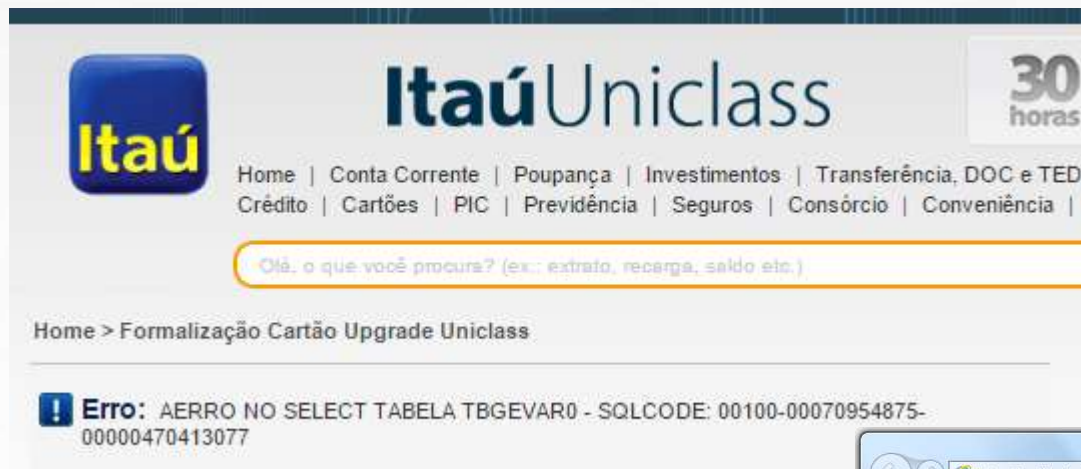 Itaú
ItaúUniclass
30
horas
Home | Conta Corrente | Poupança | Investimentos | Transferência, DOC e TED
Crédito | Cartões | PIC | Previdência | Seguros | Consórcio | Conveniência |
Olá, o que você procura? (ex.: extrato, recarga, saldo etc.)
Home > Formalização Cartão Upgrade Uniclass
Erro: AERRO NO SELECT TABELA TBGEVAR0 - SQLCODE: 00100-00070954875-
00000470413077